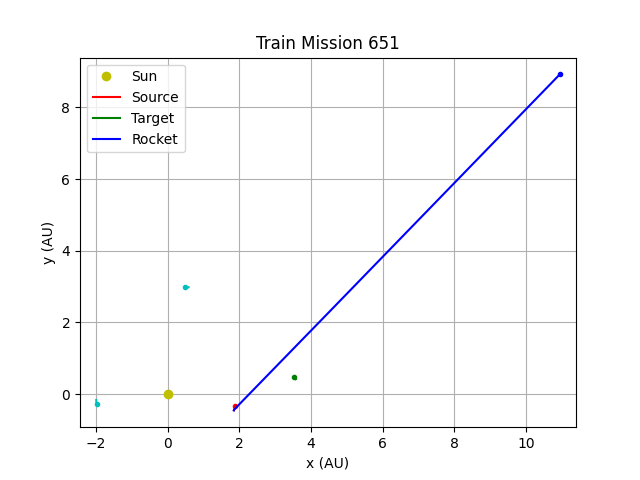 Train Mission 651
Sun
Source
Target
Rocket
8
6
4
2
0
y (AU)
−2
0
2
4
6
8
10
x (AU)